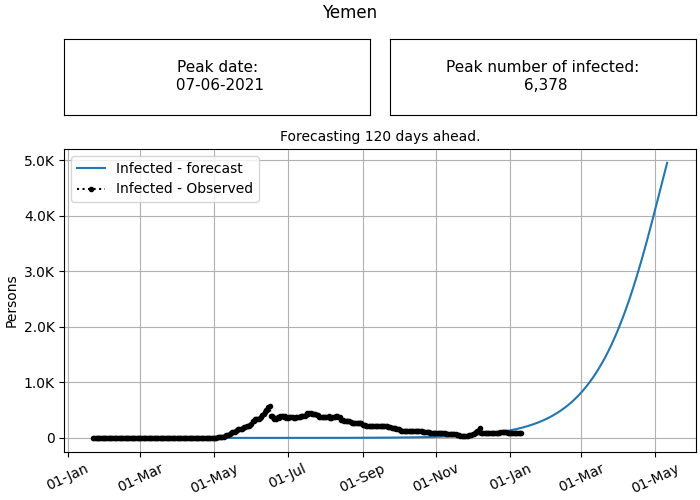 Yemen
Peak date:
07-06-2021
Peak number of infected:
6,378
Forecasting 120 days ahead.
Infected - forecast
Infected - Observed
Persons
5.0K
4.0K
3.0K
2.0K
1.0K
0
01-Jan
01-Mar
01-May
01-Jul
01-Sep
01-Nov
01-Jan
01-Mar
01-May